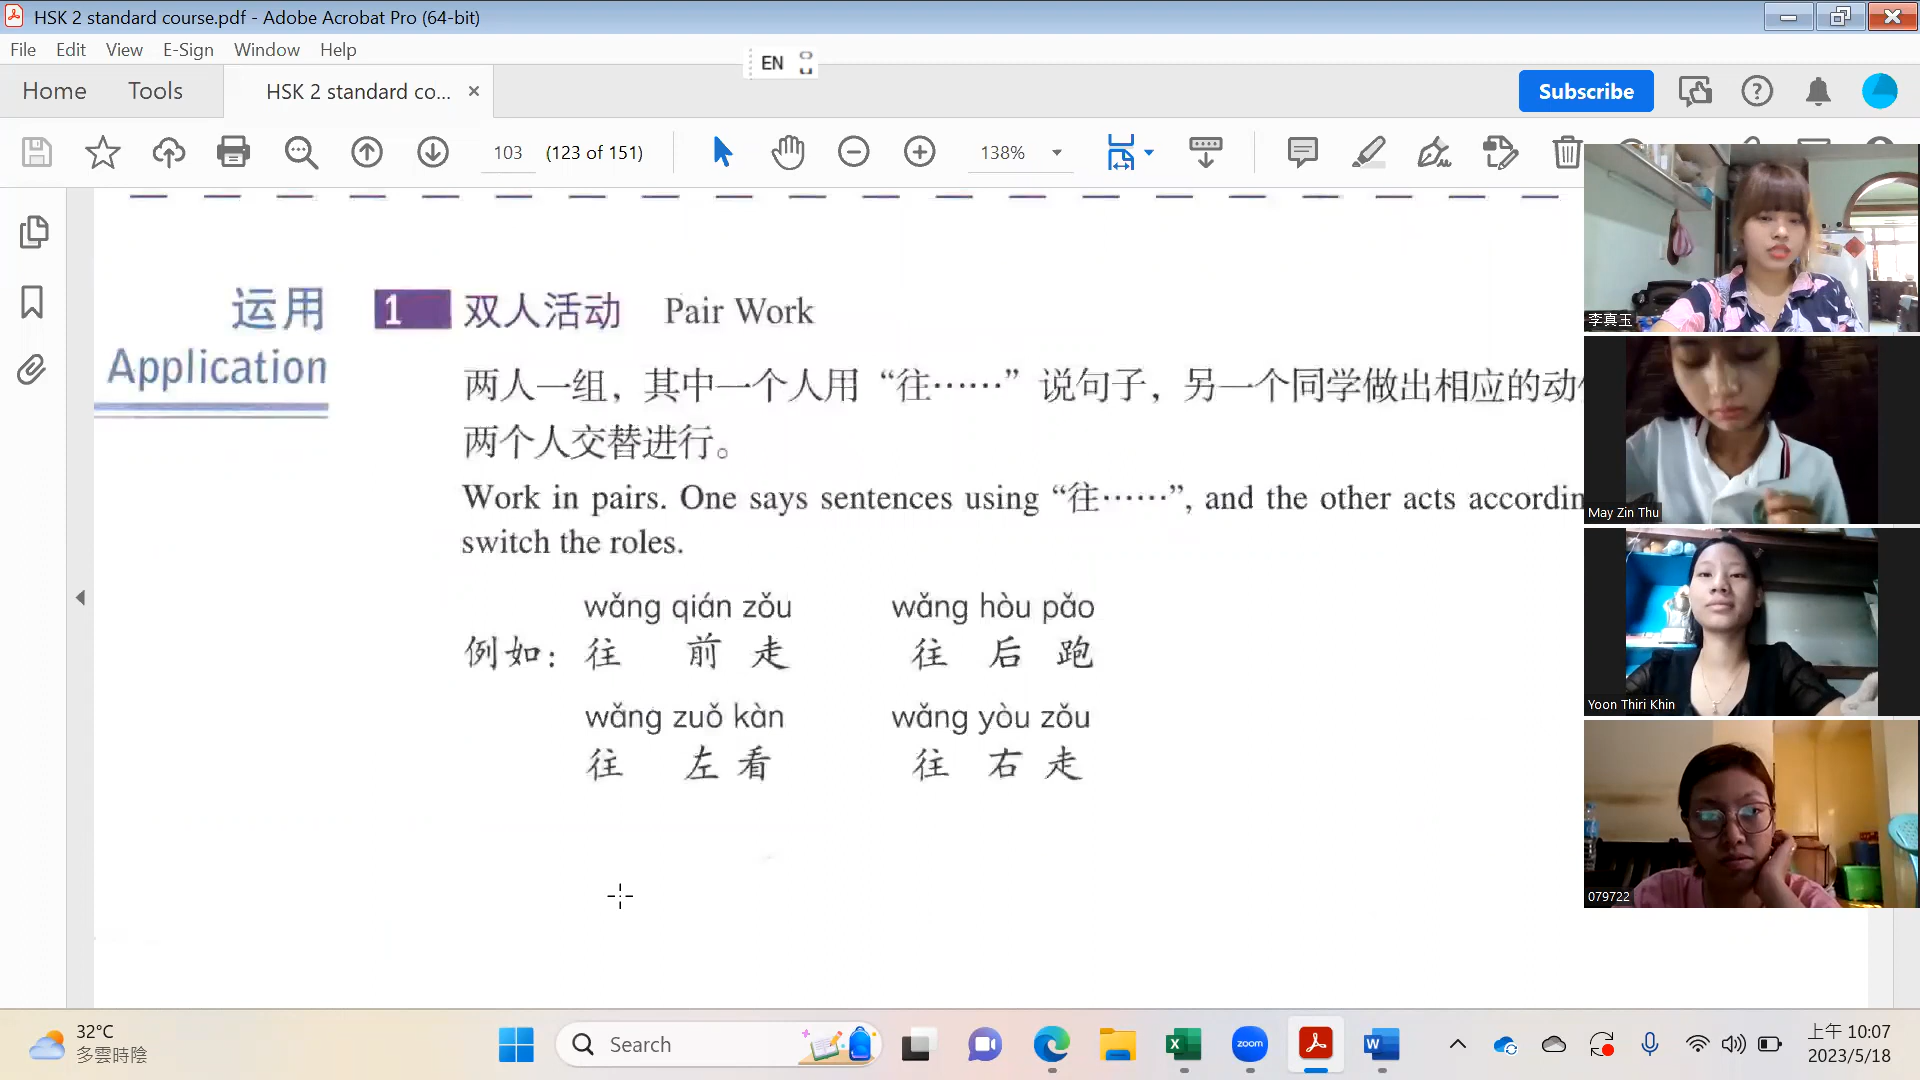 HSK 2 standard course.pdf - Adobe Acrobat Pro (64-bit)
File Edit View E-Sign Window Help
EN
Home Tools HSK 2 standard co... Subscribe
103 (123 of 151) 138%
运用 1 双人活动 Pair Work
Application
两人一组，其中一个人用“往……”说句子，另一个同学做出相应的动
两个人交替进行。
Work in pairs. One says sentences using “往……”, and the other acts accordin
switch the roles.
wǎng qián zǒu wǎng hòu pǎo
例如：往 前 走 往 后 跑
wǎng zuǒ kàn wǎng yòu zǒu
往 左 看 往 右 走
李真玉
May Zin Thu
Yoon Thiri Khin
079722
32°C
多雲時陰
Search
zoom
上午 10:07
2023/5/18